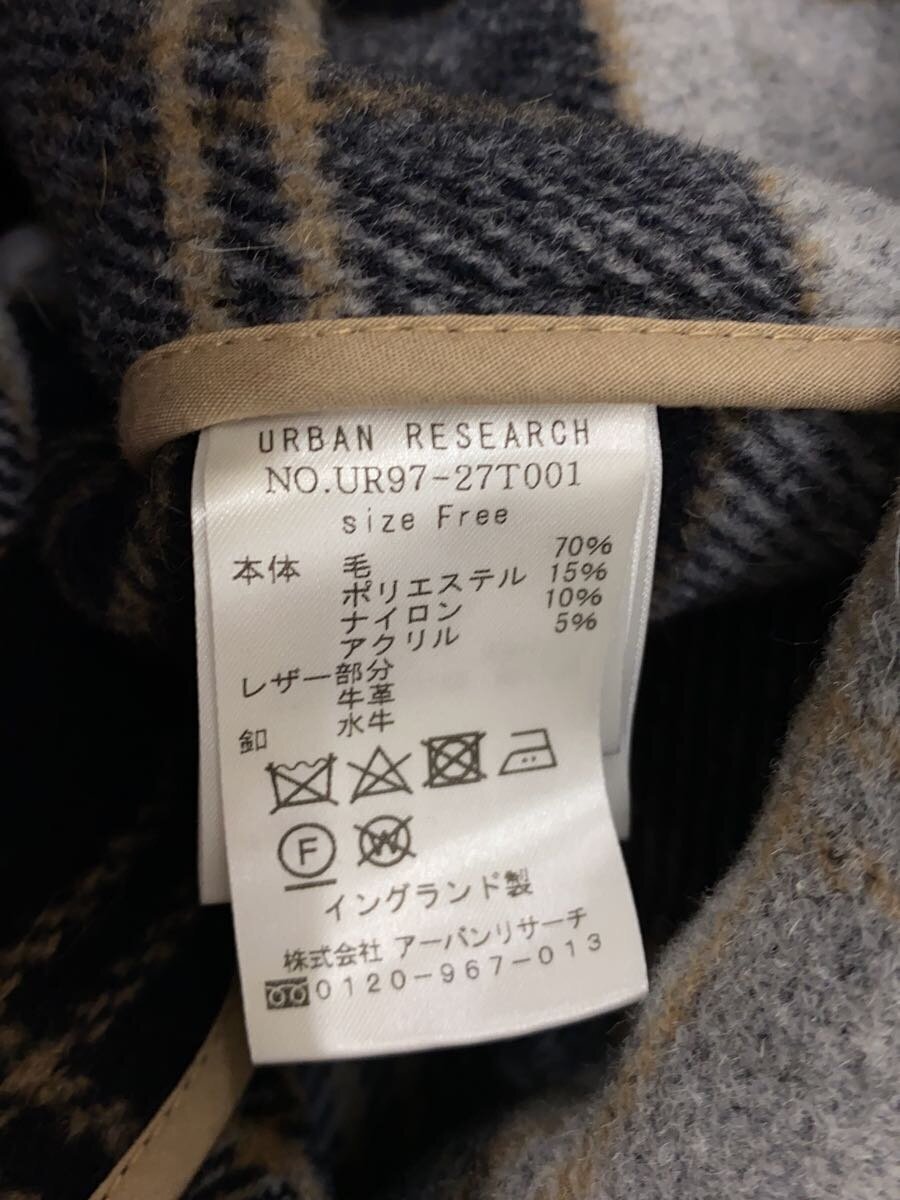 URBAN RESEARCH
NO.UR97-27T001
size Free
本体 毛 70%
ポリエステル 15%
ナイロン 10%
アクリル 5%
レザー部分
牛革
釦 水牛
F W
イングランド製
株式会社 アーバンリサーチ
0120-967-013